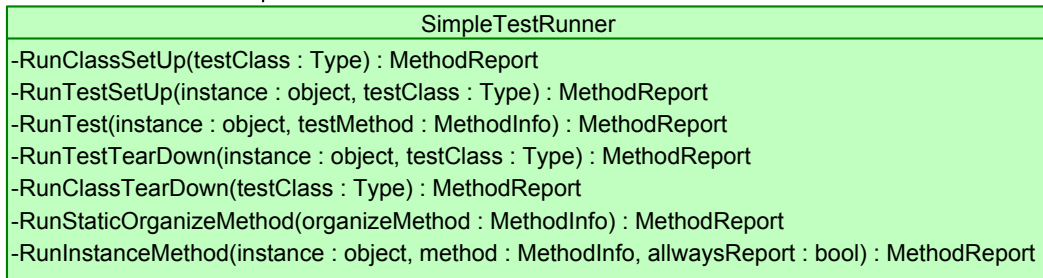 SimpleTestRunner
-RunClassSetUp(testClass : Type) : MethodReport
-RunTestSetUp(instance : object, testClass : Type) : MethodReport
-RunTest(instance : object, testMethod : MethodInfo) : MethodReport
-RunTestTearDown(instance : object, testClass : Type) : MethodReport
-RunClassTearDown(testClass : Type) : MethodReport
-RunStaticOrganizeMethod(organizeMethod : MethodInfo) : MethodReport
-RunInstanceMethod(instance : object, method : MethodInfo, allwaysReport : bool) : MethodReport